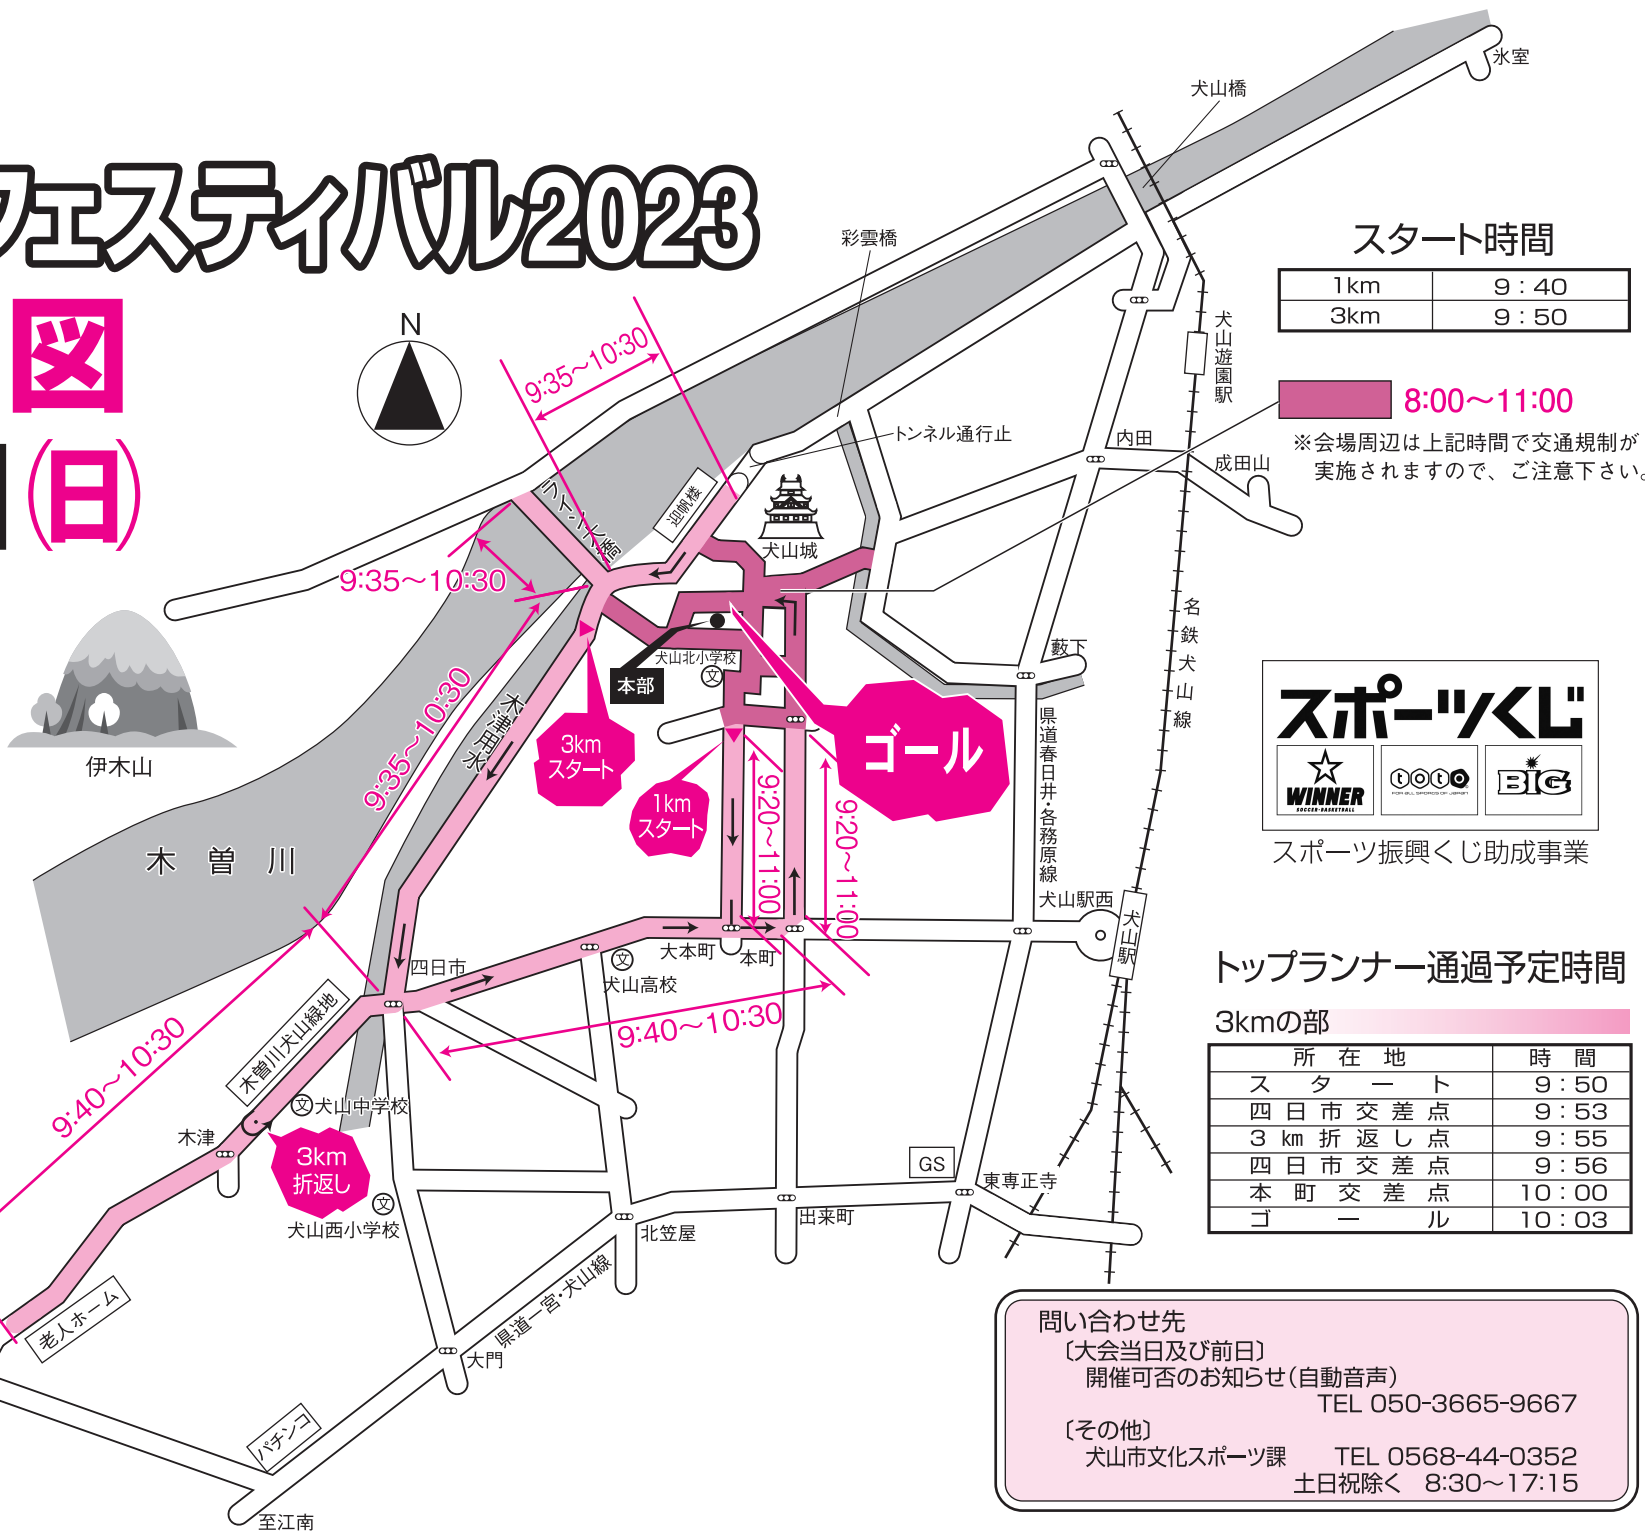 フェスティバル2023
図
(日)
N
氷室
犬山橋
彩雲橋
スタート時間
1km 9：40
3km 9：50
8:00〜11:00
※会場周辺は上記時間で交通規制が
実施されますので、ご注意下さい。
犬山遊園駅
トンネル通行止
内田
成田山
9:35〜10:30
ライン大橋
迎帆楼
犬山城
9:35〜10:30
伊木山
犬山北小学校
文
本部
藪下
名鉄犬山線
9:35〜10:30
木津用水
3km
スタート
1km
スタート
ゴール
9:20〜11:00
9:20〜11:00
県道春日井・各務原線
スポーツくじ
WINNER
SOCCER・BASKETBALL
toto
FOR ALL SPORTS OF JAPAN
BIG
スポーツ振興くじ助成事業
木曽川
犬山駅西
犬山駅
四日市
文
犬山高校
大本町
本町
9:40〜10:30
木曽川犬山緑地
9:40〜10:30
文 犬山中学校
木津
3km
折返し
文
犬山西小学校
GS
東専正寺
出来町
北笠屋
県道一宮・犬山線
老人ホーム
大門
パチンコ
至江南
トップランナー通過予定時間
3kmの部
所在地 時間
スタート 9：50
四日市交差点 9：53
3km折返し点 9：55
四日市交差点 9：56
本町交差点 10：00
ゴール 10：03
問い合わせ先
〔大会当日及び前日〕
開催可否のお知らせ(自動音声)
TEL 050-3665-9667
〔その他〕
犬山市文化スポーツ課 TEL 0568-44-0352
土日祝除く 8:30〜17:15